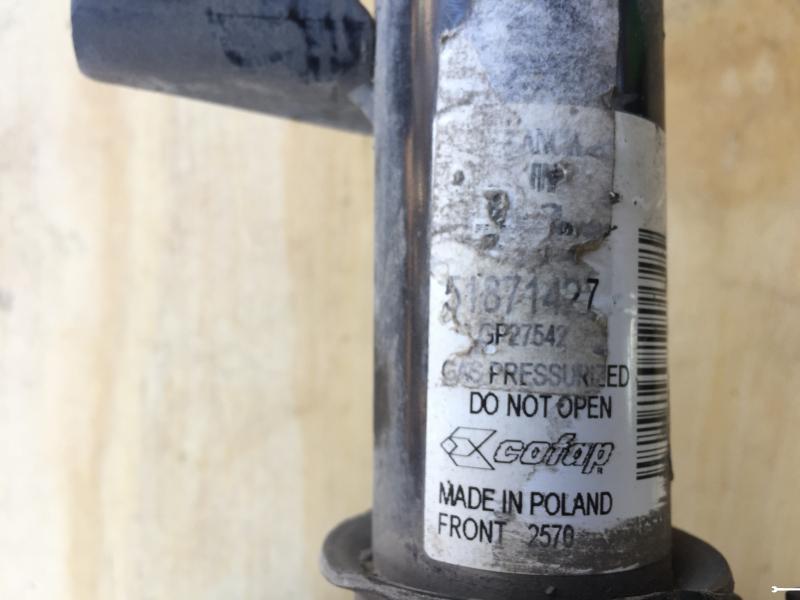 51871427
GP27542
GAS PRESSURIZED
DO NOT OPEN
cofap
MADE IN POLAND
FRONT 2570